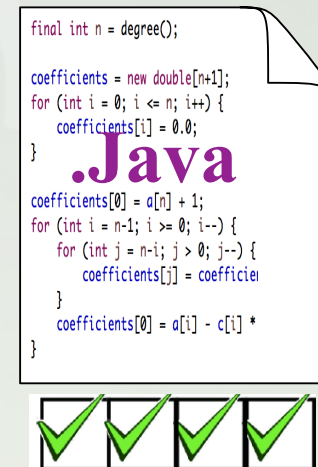 final int n = degree();
coefficients = new double[n+1];
for (int i = 0; i <= n; i++) {
coefficients[i] = 0.0;
}
.Java
coefficients[0] = a[n] + 1;
for (int i = n-1; i >= 0; i--) {
for (int j = n-i; j > 0; j--) {
coefficients[j] = coefficien
}
coefficients[0] = a[i] - c[i] *
}